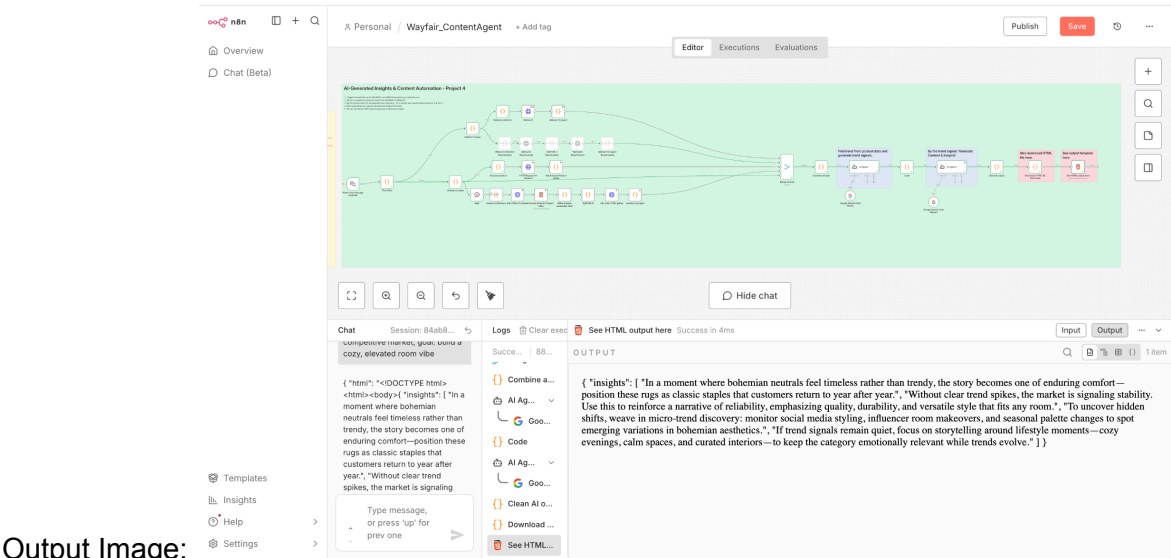 n8n
Personal / Wayfair_ContentAgent + Add tag
Publish
Save
Overview
Chat (Beta)
Editor Executions Evaluations
AI-Generated Insights & Content Automation - Project 4
Hide chat
Chat Session: 84ab8...
competitive market, goal: build a
cozy, elevated room vibe
{ "html": "<!DOCTYPE html>
<html><body>{ "insights": [ "In a
moment where bohemian
neutrals feel timeless rather than
trendy, the story becomes one of
enduring comfort—position these
rugs as classic staples that
customers return to year after
year.", "Without clear trend
spikes, the market is signaling
Type message,
or press 'up' for
prev one
Logs Clear exec
Succe... 88...
Combine a...
AI Ag...
Goo...
Code
AI Ag...
Goo...
Clean AI o...
Download ...
See HTML...
See HTML output here Success in 4ms
Input Output
OUTPUT
1 item
{ "insights": [ "In a moment where bohemian neutrals feel timeless rather than trendy, the story becomes one of enduring comfort—
position these rugs as classic staples that customers return to year after year.", "Without clear trend spikes, the market is signaling stability.
Use this to reinforce a narrative of reliability, emphasizing quality, durability, and versatile style that fits any room.", "To uncover hidden
shifts, weave in micro-trend discovery: monitor social media styling, influencer room makeovers, and seasonal palette changes to spot
emerging variations in bohemian aesthetics.", "If trend signals remain quiet, focus on storytelling around lifestyle moments—cozy
evenings, calm spaces, and curated interiors—to keep the category emotionally relevant while trends evolve." ] }
Templates
Insights
Help
Settings
Output Image: